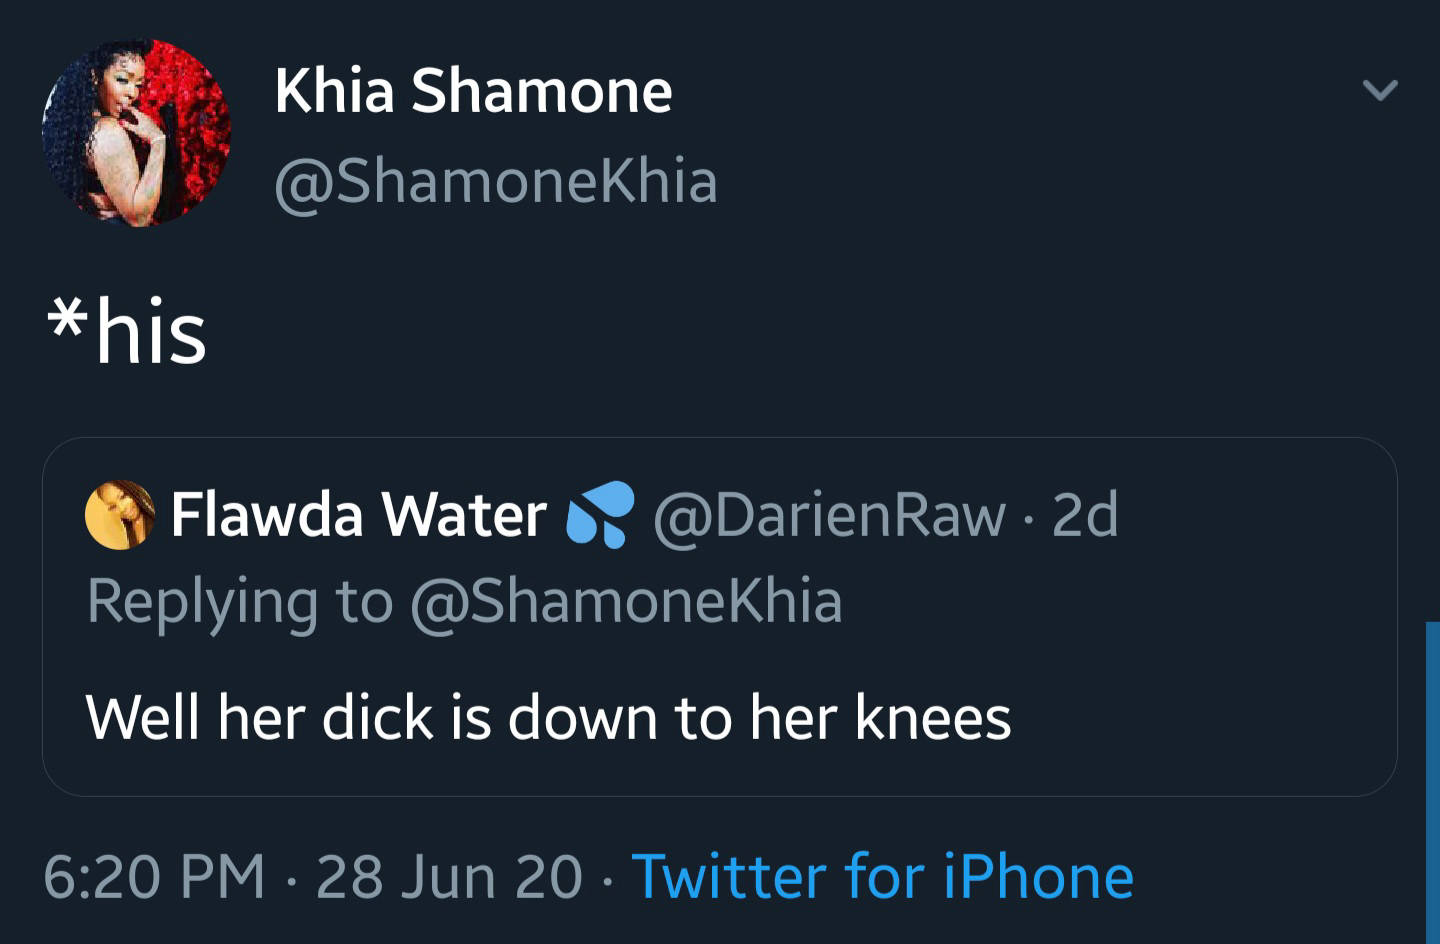 Khia Shamone
@ShamoneKhia
*his
Flawda Water 💦 @DarienRaw · 2d
Replying to @ShamoneKhia
Well her dick is down to her knees
6:20 PM · 28 Jun 20 · Twitter for iPhone